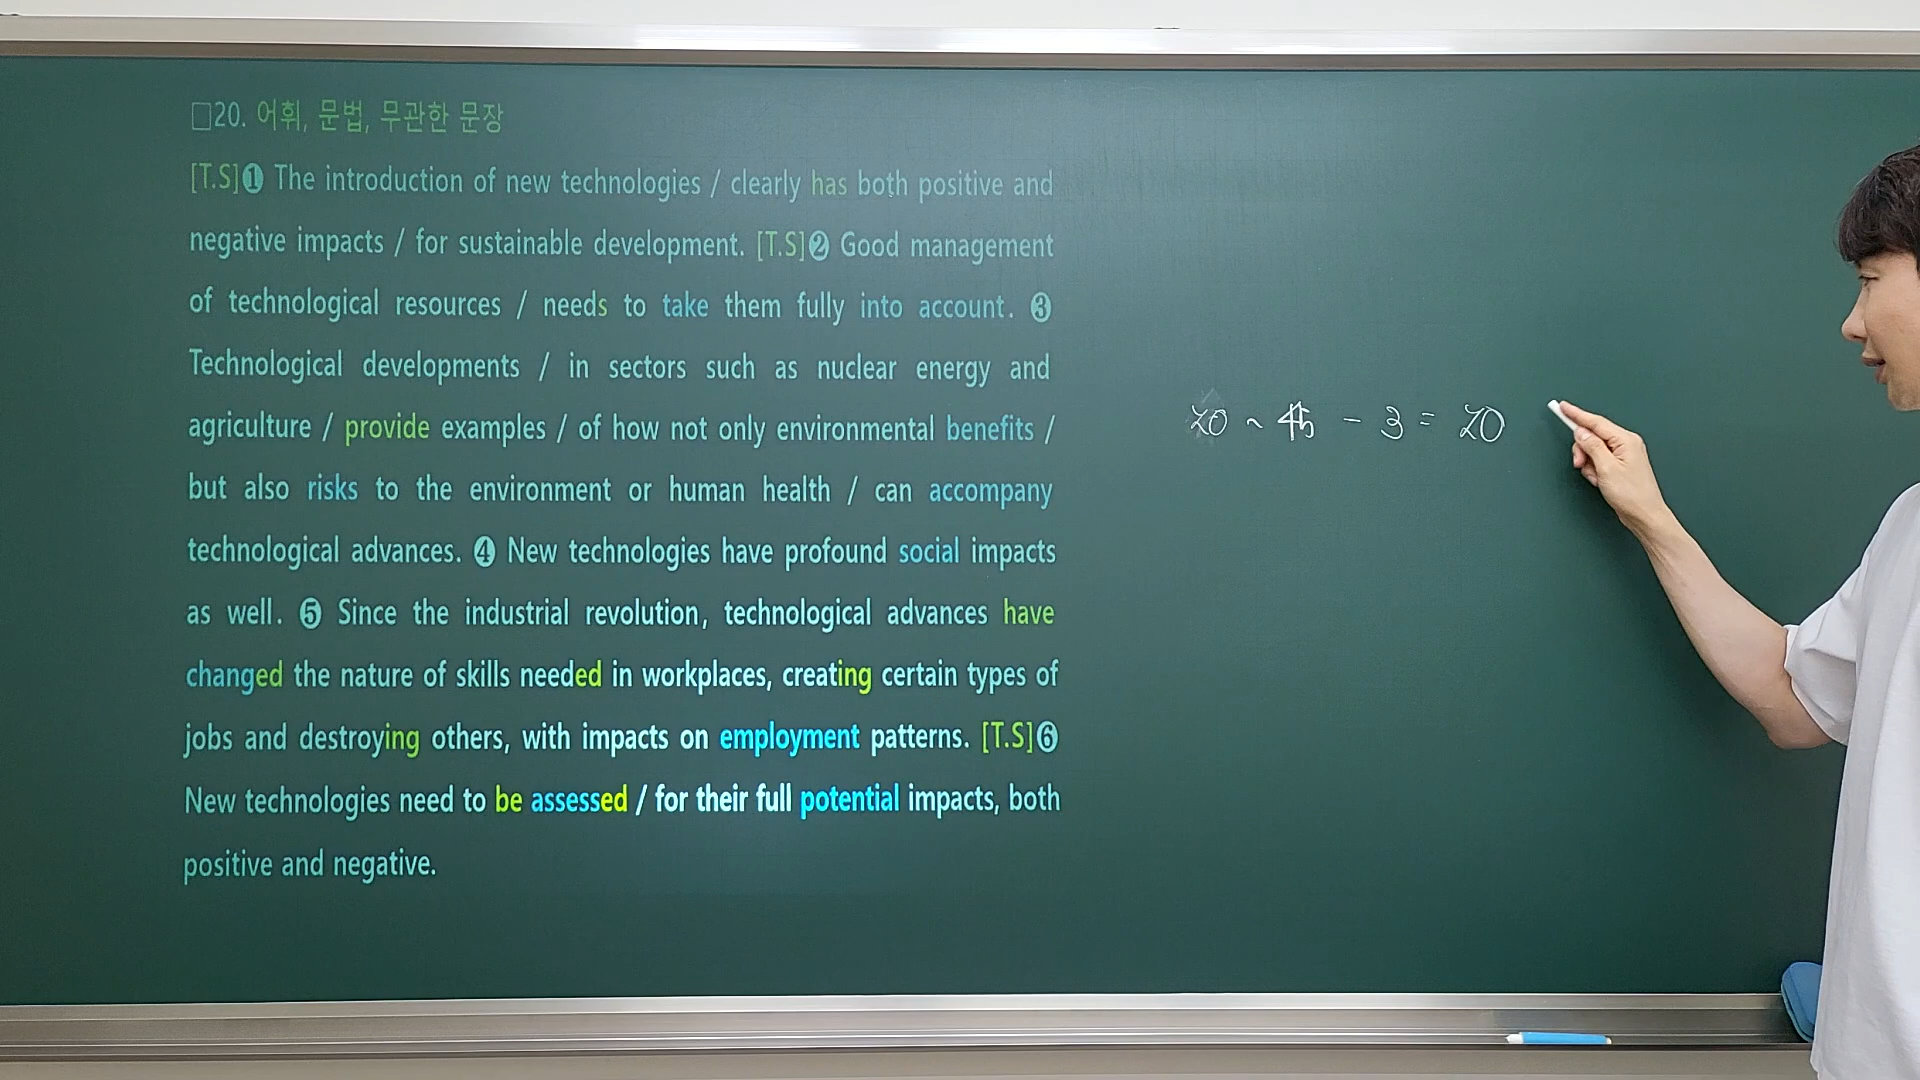 □20. 어휘, 문법, 무관한 문장
[T.S]❶ The introduction of new technologies / clearly has both positive and
negative impacts / for sustainable development. [T.S]❷ Good management
of technological resources / needs to take them fully into account. ❸
Technological developments / in sectors such as nuclear energy and
agriculture / provide examples / of how not only environmental benefits /
but also risks to the environment or human health / can accompany
technological advances. ❹ New technologies have profound social impacts
as well. ❺ Since the industrial revolution, technological advances have
changed the nature of skills needed in workplaces, creating certain types of
jobs and destroying others, with impacts on employment patterns. [T.S]❻
New technologies need to be assessed / for their full potential impacts, both
positive and negative.
20 ~ 45 - 3 = 20